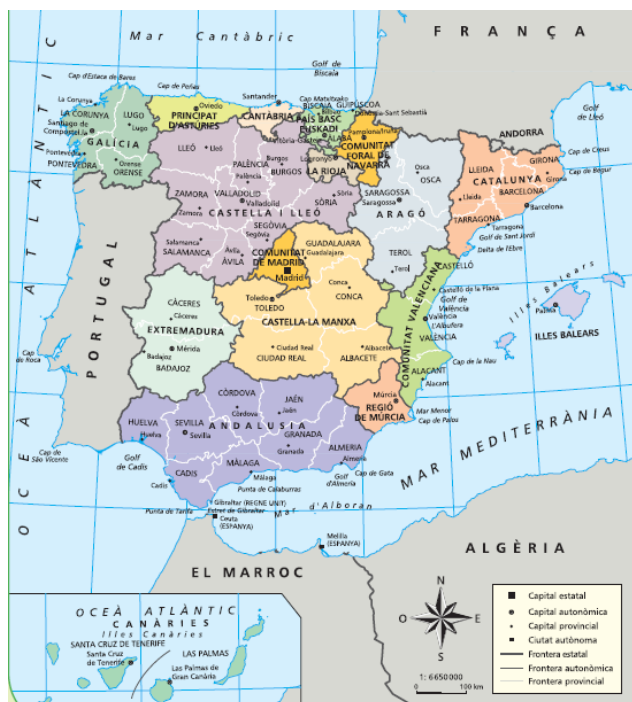 Mar Cantàbric
FRANÇA
Golf de
Biscaia
Cap d'Estaca de Bares
Cap de Peñas
Santander
Cap Matxitxako
La Corunya
LA CORUNYA
LUGO
Lugo
Oviedo
PRINCIPAT
D'ASTÚRIES
CANTÀBRIA
BISCAIA
GUIPÚSCOA
PAÍS BASC
EUSKADI
ALABA
Santiago de
Compostel·la
GALÍCIA
Pontevedra
PONTEVEDRA
Orense
ORENSE
LLEÓ
Lleó
PALÈNCIA
Palència
Burgos
BURGOS
Logronyo
LA RIOJA
COMUNITAT
FORAL DE
NAVARRA
ANDORRA
Golf
de Lleó
Osca
OSCA
LLEIDA
Lleida
GIRONA
Girona
CATALUNYA
BARCELONA
Barcelona
Cap de Creus
Cap de Begur
ZAMORA
Zamora
VALLADOLID
Valladolid
CASTELLA I LLEÓ
Sòria
SÒRIA
SARAGOSSA
Saragossa
ARAGÓ
TARRAGONA
Tarragona
Golf de Sant Jordi
Delta de l'Ebre
SEGÒVIA
Segòvia
Salamanca
SALAMANCA
Àvila
ÀVILA
COMUNITAT
DE MADRID
Madrid
GUADALAJARA
Guadalajara
TEROL
Terol
CASTELLÓ
Castelló de la Plana
Golf de
València
València
L'Albufera
VALÈNCIA
COMUNITAT VALENCIANA
Illes Balears
Palma
ILLES BALEARS
PORTUGAL
OCEÀ ATLÀNTIC
CÀCERES
Càceres
EXTREMADURA
Mérida
Badajoz
BADAJOZ
Toledo
TOLEDO
Conca
CONCA
CASTELLA-LA MANXA
Ciudad Real
CIUDAD REAL
Albacete
ALBACETE
ALACANT
Alacant
Cap de la Nau
Cap de Roca
Múrcia
REGIÓ
DE MÚRCIA
Mar Menor
Cap de Palos
MAR MEDITERRÀNIA
CÒRDOVA
Còrdova
JAÉN
Jaén
HUELVA
Huelva
SEVILLA
Sevilla
ANDALUSIA
GRANADA
Granada
ALMERIA
Almeria
Cap de
São Vicente
Golf
de Cadis
CADIS
Cadis
MÀLAGA
Màlaga
Punta de Calaburras
Golf
d'Almeria
Cap de Gata
Gibraltar (REGNE UNIT)
Punta de Tarifa
Estret de Gibraltar
Mar d'Alboran
Ceuta
(ESPANYA)
Melilla
(ESPANYA)
EL MARROC
ALGÈRIA
OCEÀ ATLÀNTIC
CANÀRIES
Illes Canàries
SANTA CRUZ DE TENERIFE
Santa Cruz
de Tenerife
LAS PALMAS
Las Palmas de
Gran Canària
N
O
E
S
1: 6650000
0
100 km
Capital estatal
Capital autonòmica
Capital provincial
Ciutat autònoma
Frontera estatal
Frontera autonòmica
Frontera provincial